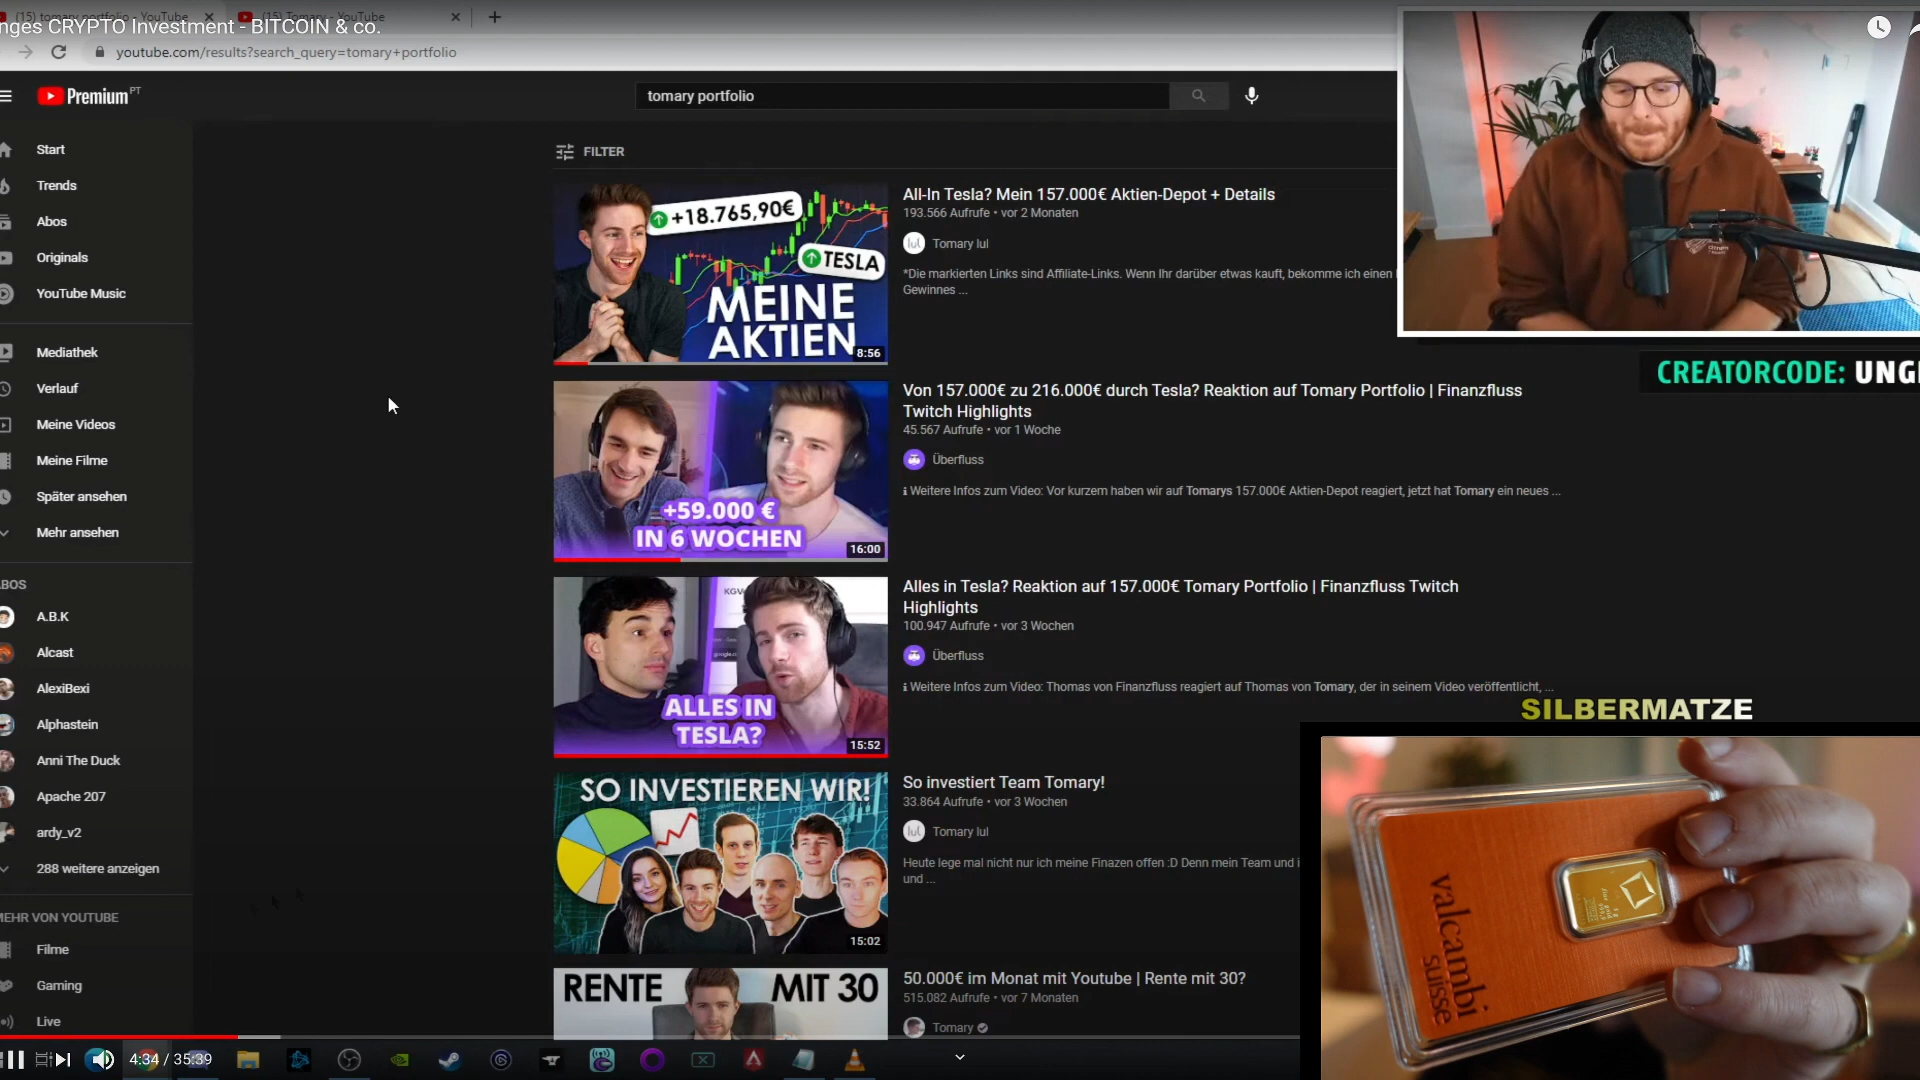 (15) tomary portfolio - YouTube
(15) Tomary - YouTube
nges CRYPTO Investment - BITCOIN & co.
youtube.com/results?search_query=tomary+portfolio
Premium PT
tomary portfolio
Start
Trends
Abos
Originals
YouTube Music
Mediathek
Verlauf
Meine Videos
Meine Filme
Später ansehen
Mehr ansehen
ABOS
A.B.K
Alcast
AlexiBexi
Alphastein
Anni The Duck
Apache 207
ardy_v2
288 weitere anzeigen
MEHR VON YOUTUBE
Filme
Gaming
Live
FILTER
+18.765,90€
TESLA
MEINE
AKTIEN
8:56
All-In Tesla? Mein 157.000€ Aktien-Depot + Details
193.566 Aufrufe • vor 2 Monaten
lul Tomary lul
*Die markierten Links sind Affiliate-Links. Wenn Ihr darüber etwas kauft, bekomme ich einen
Gewinnes ...
+59.000 €
IN 6 WOCHEN
16:00
Von 157.000€ zu 216.000€ durch Tesla? Reaktion auf Tomary Portfolio | Finanzfluss
Twitch Highlights
45.567 Aufrufe • vor 1 Woche
Überfluss
ℹ Weitere Infos zum Video: Vor kurzem haben wir auf Tomarys 157.000€ Aktien-Depot reagiert, jetzt hat Tomary ein neues ...
ALLES IN
TESLA?
15:52
Alles in Tesla? Reaktion auf 157.000€ Tomary Portfolio | Finanzfluss Twitch
Highlights
100.947 Aufrufe • vor 3 Wochen
Überfluss
ℹ Weitere Infos zum Video: Thomas von Finanzfluss reagiert auf Thomas von Tomary, der in seinem Video veröffentlicht, ...
SO INVESTIEREN WIR!
15:02
So investiert Team Tomary!
33.864 Aufrufe • vor 3 Wochen
lul Tomary lul
Heute lege mal nicht nur ich meine Finazen offen :D Denn mein Team und i
und ...
RENTE MIT 30
50.000€ im Monat mit Youtube | Rente mit 30?
515.082 Aufrufe • vor 7 Monaten
Tomary
CREATORCODE: UNG
SILBERMATZE
valcambi
suisse
4:34 / 35:39